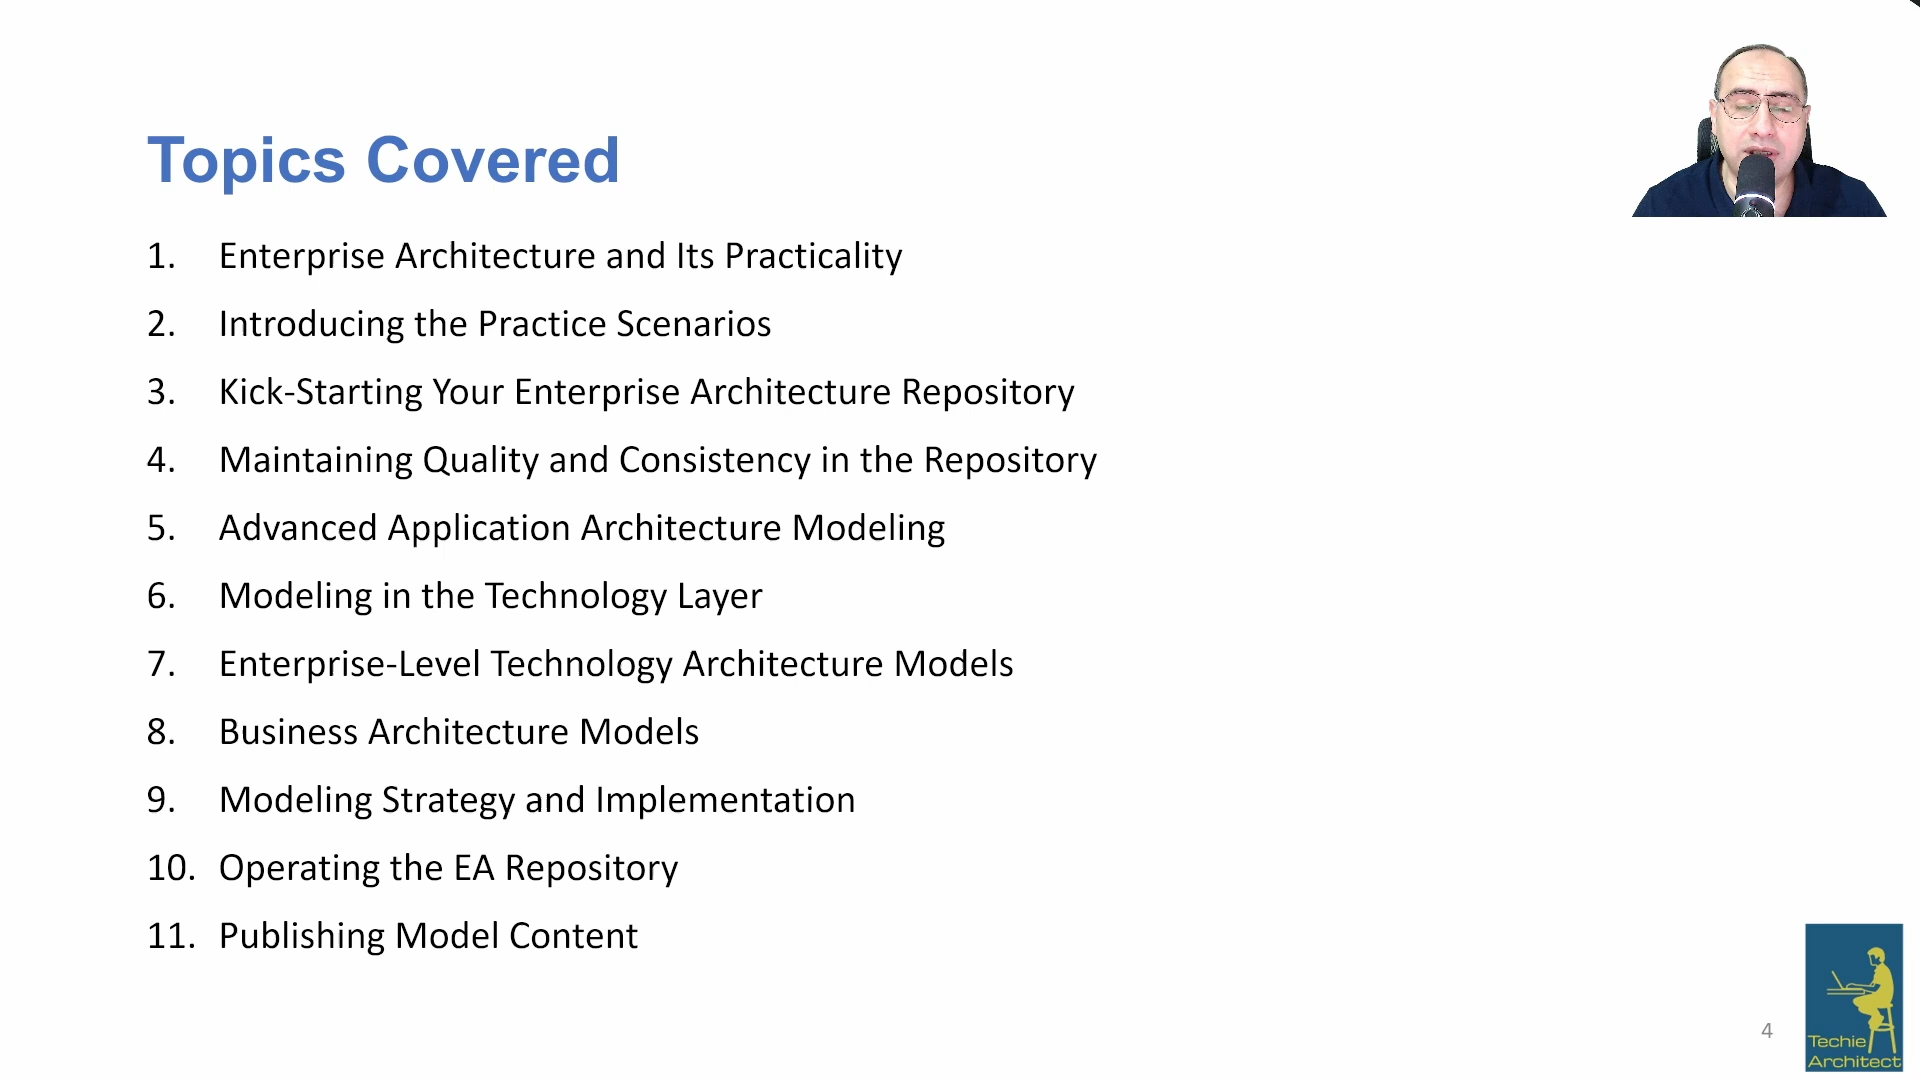 Topics Covered
1. Enterprise Architecture and Its Practicality
2. Introducing the Practice Scenarios
3. Kick-Starting Your Enterprise Architecture Repository
4. Maintaining Quality and Consistency in the Repository
5. Advanced Application Architecture Modeling
6. Modeling in the Technology Layer
7. Enterprise-Level Technology Architecture Models
8. Business Architecture Models
9. Modeling Strategy and Implementation
10. Operating the EA Repository
11. Publishing Model Content
4
Techie
Architect